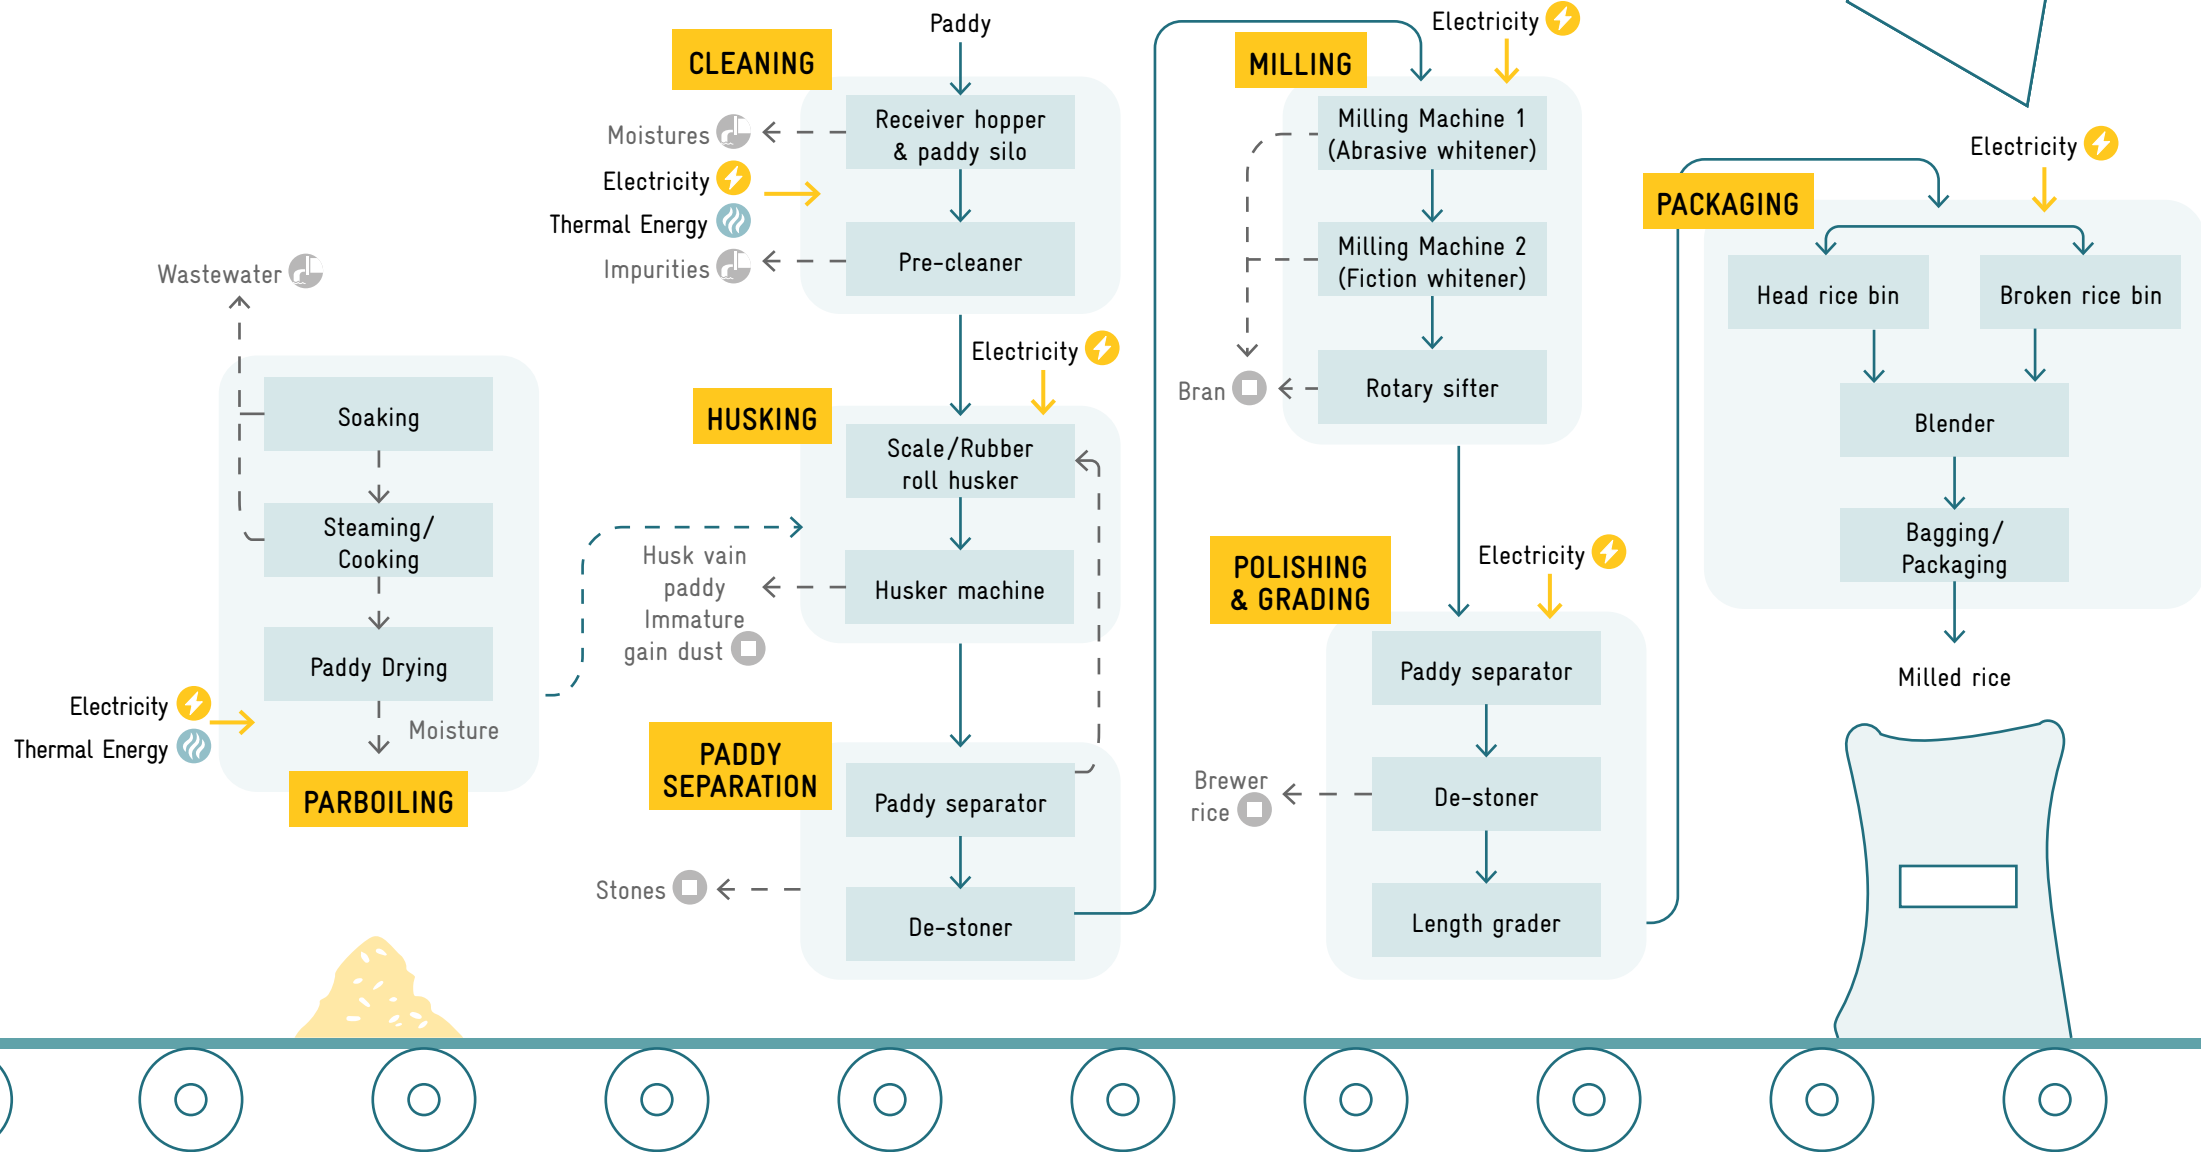 Wastewater
Soaking
Steaming/
Cooking
Paddy Drying
Electricity
Thermal Energy
Moisture
PARBOILING
Paddy
CLEANING
Receiver hopper
& paddy silo
Moistures
Electricity
Thermal Energy
Impurities
Pre-cleaner
Electricity
HUSKING
Scale/Rubber
roll husker
Husk vain
paddy
Immature
gain dust
Husker machine
PADDY
SEPARATION
Paddy separator
Stones
De-stoner
Electricity
MILLING
Milling Machine 1
(Abrasive whitener)
Milling Machine 2
(Fiction whitener)
Bran
Rotary sifter
Electricity
POLISHING
& GRADING
Paddy separator
Brewer
rice
De-stoner
Length grader
Electricity
PACKAGING
Head rice bin
Broken rice bin
Blender
Bagging/
Packaging
Milled rice